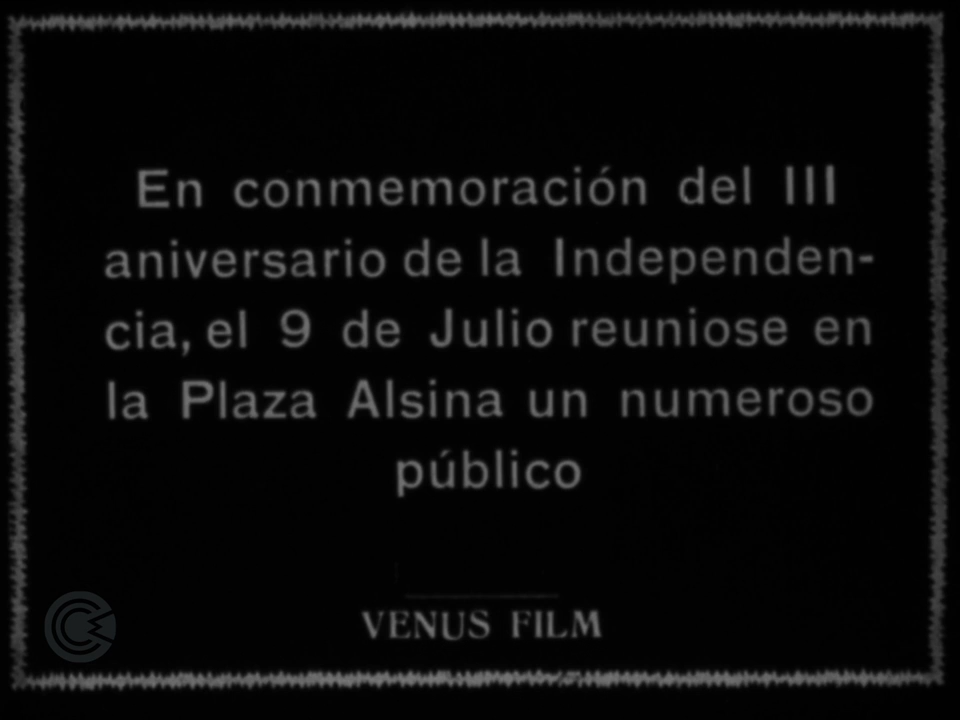 En conmemoración del III
aniversario de la Independen-
cia, el 9 de Julio reuniose en
la Plaza Alsina un numeroso
público
VENUS FILM